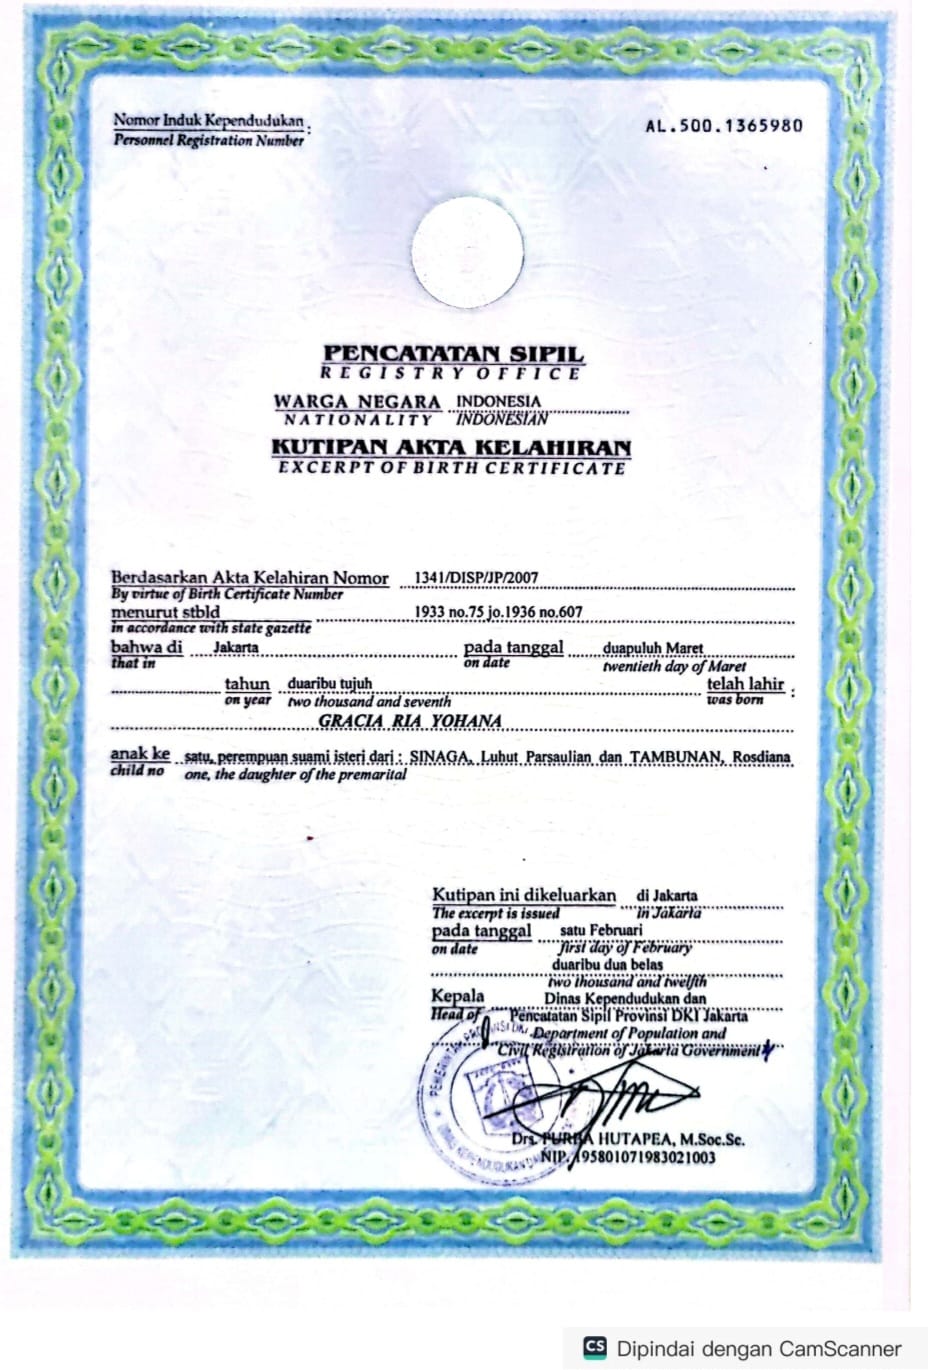 Nomor Induk Kependudukan :
Personnel Registration Number
AL.500.1365980
PENCATATAN SIPIL
REGISTRY OFFICE
WARGA NEGARA INDONESIA
NATIONALITY INDONESIAN
KUTIPAN AKTA KELAHIRAN
EXCERPT OF BIRTH CERTIFICATE
Berdasarkan Akta Kelahiran Nomor 1341/DISP/JP/2007
By virtue of Birth Certificate Number
menurut stbld 1933 no.75 jo.1936 no.607
in accordance with state gazette
bahwa di Jakarta pada tanggal duapuluh Maret
that in on date twentieth day of Maret
tahun duaribu tujuh telah lahir :
on year two thousand and seventh was born
GRACIA RIA YOHANA
anak ke satu, perempuan suami isteri dari : SINAGA, Luhut Parsaulian dan TAMBUNAN, Rosdiana
child no one, the daughter of the premarital
Kutipan ini dikeluarkan di Jakarta
The excerpt is issued in Jakarta
pada tanggal satu Februari
on date first day of February
duaribu dua belas
two thousand and twelfth
Kepala Dinas Kependudukan dan
Head of Pencatatan Sipil Provinsi DKI Jakarta
Department of Population and
Civil Registration of Jakarta Government
Drs. PURBA HUTAPEA, M.Soc.Sc.
NIP. 195801071983021003
CS Dipindai dengan CamScanner